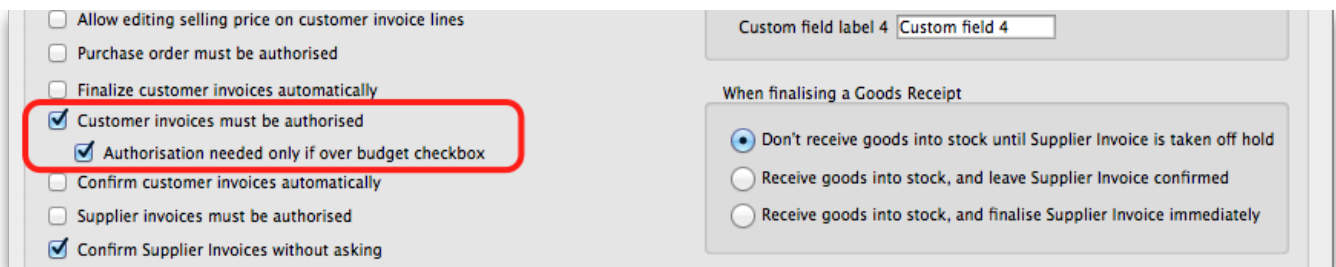 Allow editing selling price on customer invoice lines
Purchase order must be authorised
Finalize customer invoices automatically
Customer invoices must be authorised
Authorisation needed only if over budget checkbox
Confirm customer invoices automatically
Supplier invoices must be authorised
Confirm Supplier Invoices without asking
Custom field label 4 Custom field 4
When finalising a Goods Receipt
Don't receive goods into stock until Supplier Invoice is taken off hold
Receive goods into stock, and leave Supplier Invoice confirmed
Receive goods into stock, and finalise Supplier Invoice immediately